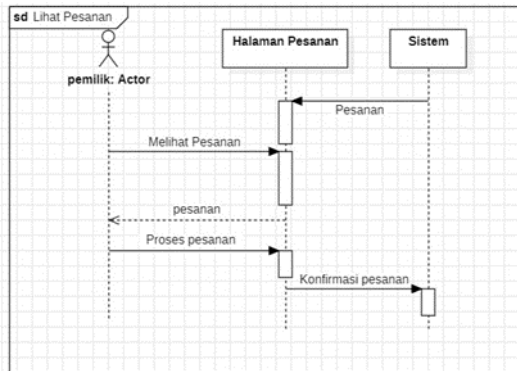 sd Lihat Pesanan
Halaman Pesanan
Sistem
pemilik: Actor
Pesanan
Melihat Pesanan
pesanan
Proses pesanan
Konfirmasi pesanan